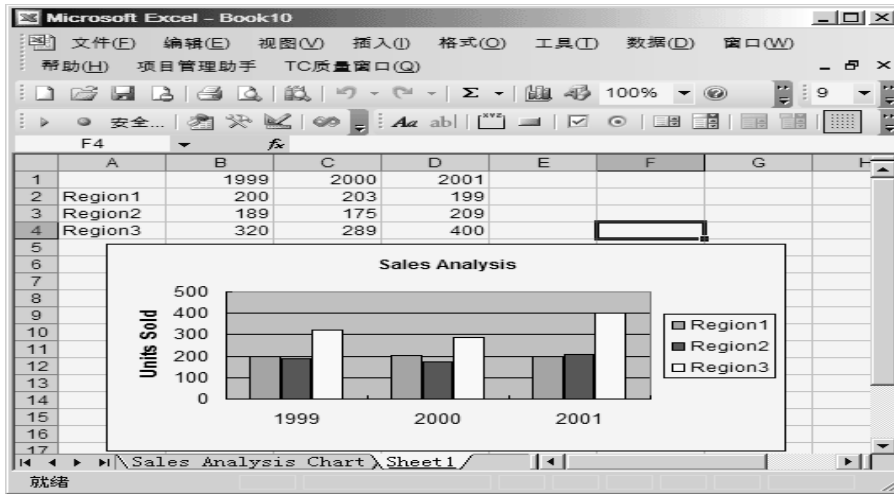 Microsoft Excel - Book10
文件(F) 编辑(E) 视图(V) 插入(I) 格式(O) 工具(T) 数据(D) 窗口(W)
帮助(H) 项目管理助手 TC质量窗口(Q)
Σ 100% 9
安全... Aa ab| XYZ
F4 fx
A B C D E F G H
1 1999 2000 2001
2 Region1 200 203 199
3 Region2 189 175 209
4 Region3 320 289 400
5
6 Sales Analysis
7
8 500
9 400
10 300 Region1
11 200 Region2
12 100 Region3
13
14 0
15 1999 2000 2001
16
17
Units Sold
Sales Analysis Chart Sheet1
就绪